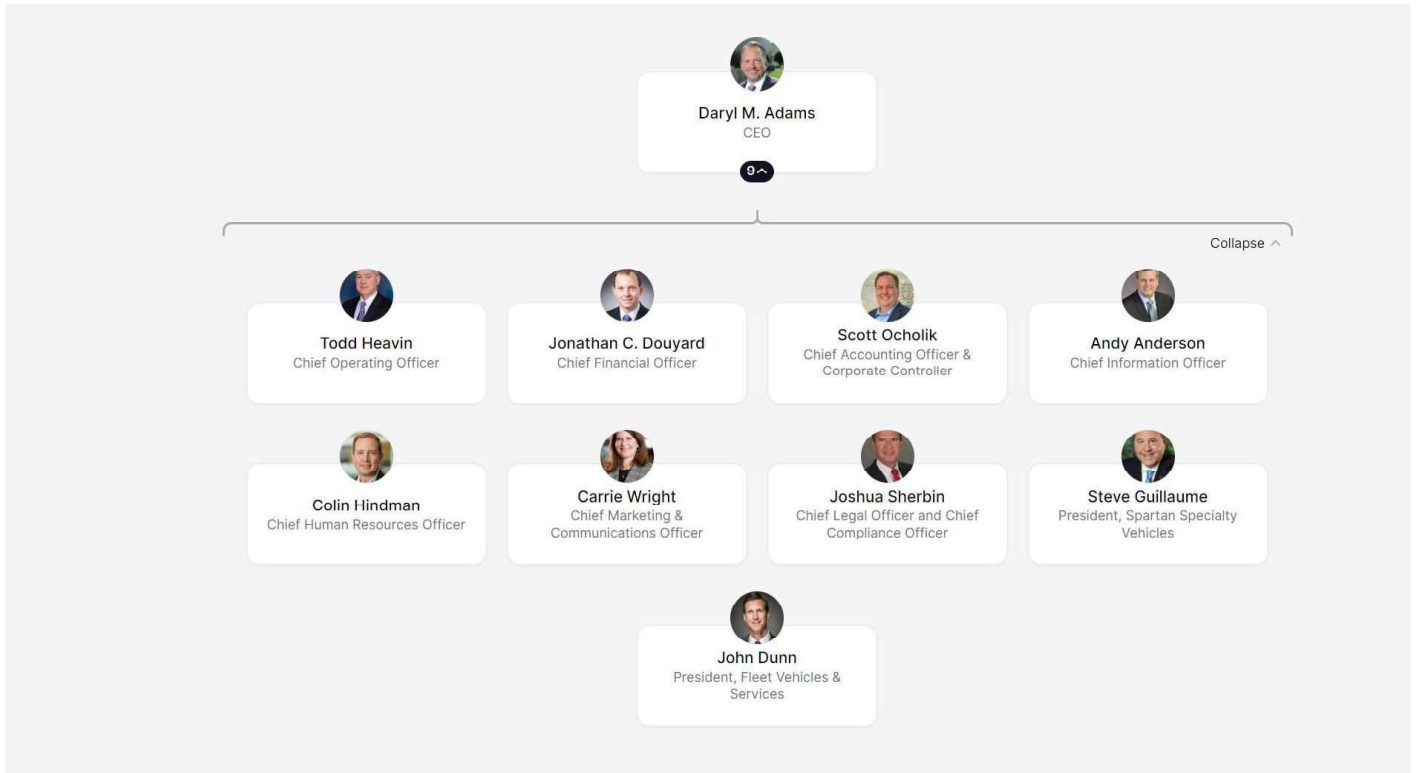 Daryl M. Adams
CEO
9
Collapse
Todd Heavin
Chief Operating Officer
Jonathan C. Douyard
Chief Financial Officer
Scott Ocholik
Chief Accounting Officer &
Corporate Controller
Andy Anderson
Chief Information Officer
Colin Hindman
Chief Human Resources Officer
Carrie Wright
Chief Marketing &
Communications Officer
Joshua Sherbin
Chief Legal Officer and Chief
Compliance Officer
Steve Guillaume
President, Spartan Specialty
Vehicles
John Dunn
President, Fleet Vehicles &
Services